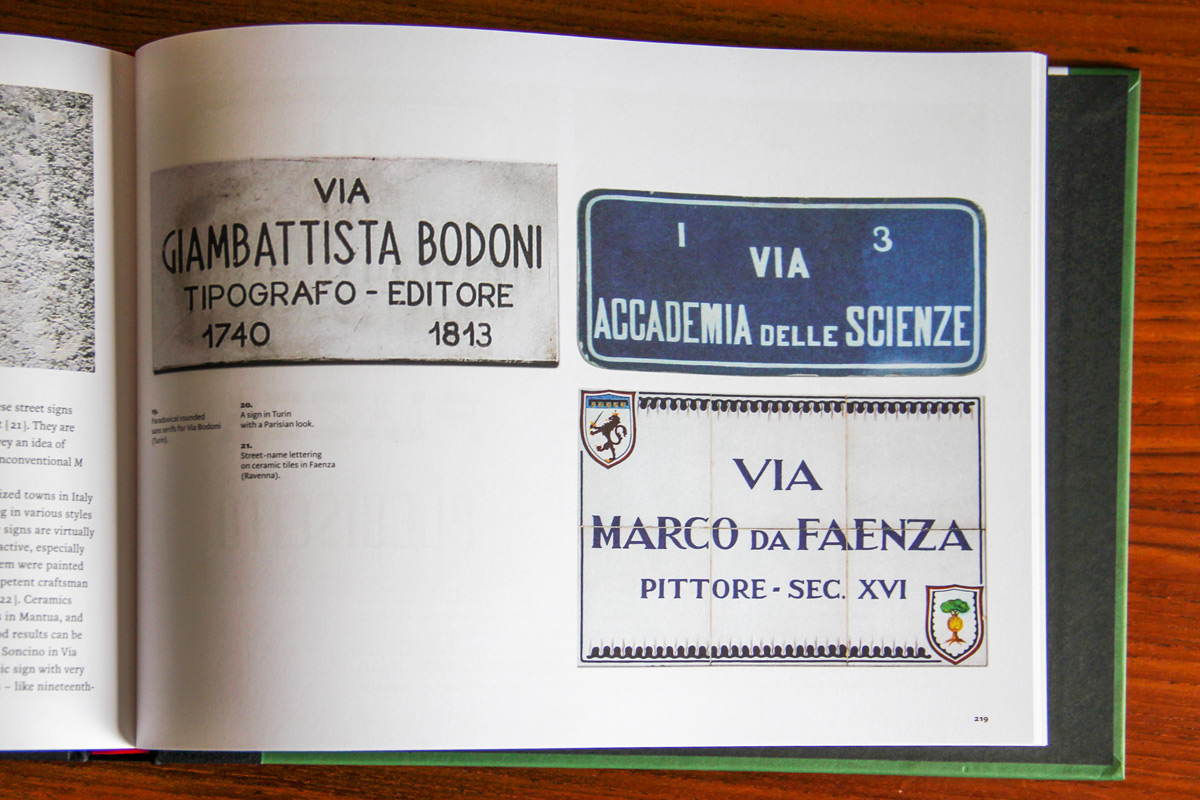 se street signs
[21]. They are
ey an idea of
nconventional M
ized towns in Italy
g in various styles
signs are virtually
active, especially
em were painted
petent craftsman
22]. Ceramics
s in Mantua, and
od results can be
Soncino in Via
ic sign with very
– like nineteenth-
VIA
GIAMBATTISTA BODONI
TIPOGRAFO - EDITORE
1740 1813
19.
Paradoxical rounded
sans serifs for Via Bodoni
(Turin).
20.
A sign in Turin
with a Parisian look.
21.
Street-name lettering
on ceramic tiles in Faenza
(Ravenna).
1 3
VIA
ACCADEMIA DELLE SCIENZE
VIA
MARCO DA FAENZA
PITTORE - SEC. XVI
219